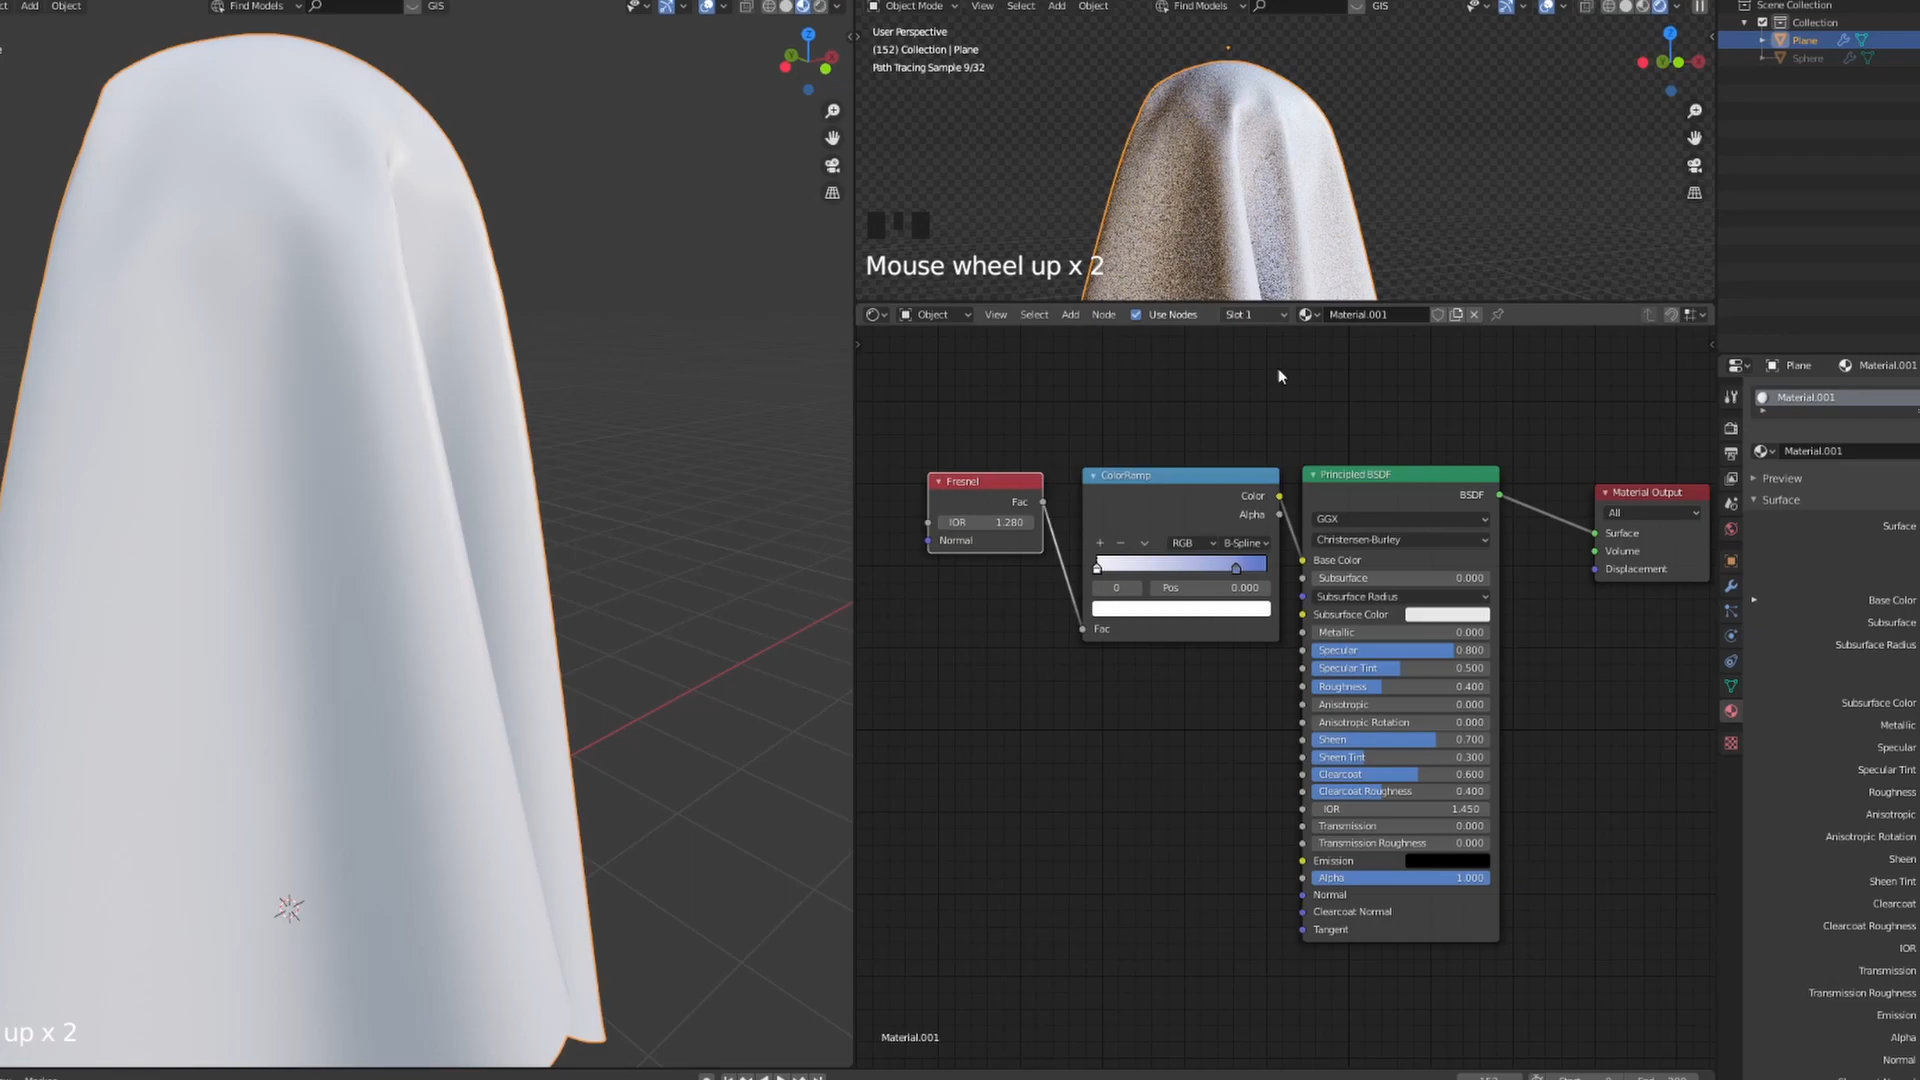 Add Object Find Models GIS
up x 2
Object Mode View Select Add Object Find Models GIS
User Perspective
(152) Collection | Plane
Path Tracing Sample 9/32
Mouse wheel up x 2
Object View Select Add Node Use Nodes Slot 1 Material.001
Fresnel
Fac
IOR 1.280
Normal
ColorRamp
Color
Alpha
RGB B-Spline
0 Pos 0.000
Fac
Principled BSDF
BSDF
GGX
Christensen-Burley
Base Color
Subsurface 0.000
Subsurface Radius
Subsurface Color
Metallic 0.000
Specular 0.800
Specular Tint 0.500
Roughness 0.400
Anisotropic 0.000
Anisotropic Rotation 0.000
Sheen 0.700
Sheen Tint 0.300
Clearcoat 0.600
Clearcoat Roughness 0.400
IOR 1.450
Transmission 0.000
Transmission Roughness 0.000
Emission
Alpha 1.000
Normal
Clearcoat Normal
Tangent
Material Output
All
Surface
Volume
Displacement
Material.001
Scene Collection
Collection
Plane
Sphere
Plane Material.001
Material.001
Material.001
Preview
Surface
Surface
Base Color
Subsurface
Subsurface Radius
Subsurface Color
Metallic
Specular
Specular Tint
Roughness
Anisotropic
Anisotropic Rotation
Sheen
Sheen Tint
Clearcoat
Clearcoat Roughness
IOR
Transmission
Transmission Roughness
Emission
Alpha
Normal